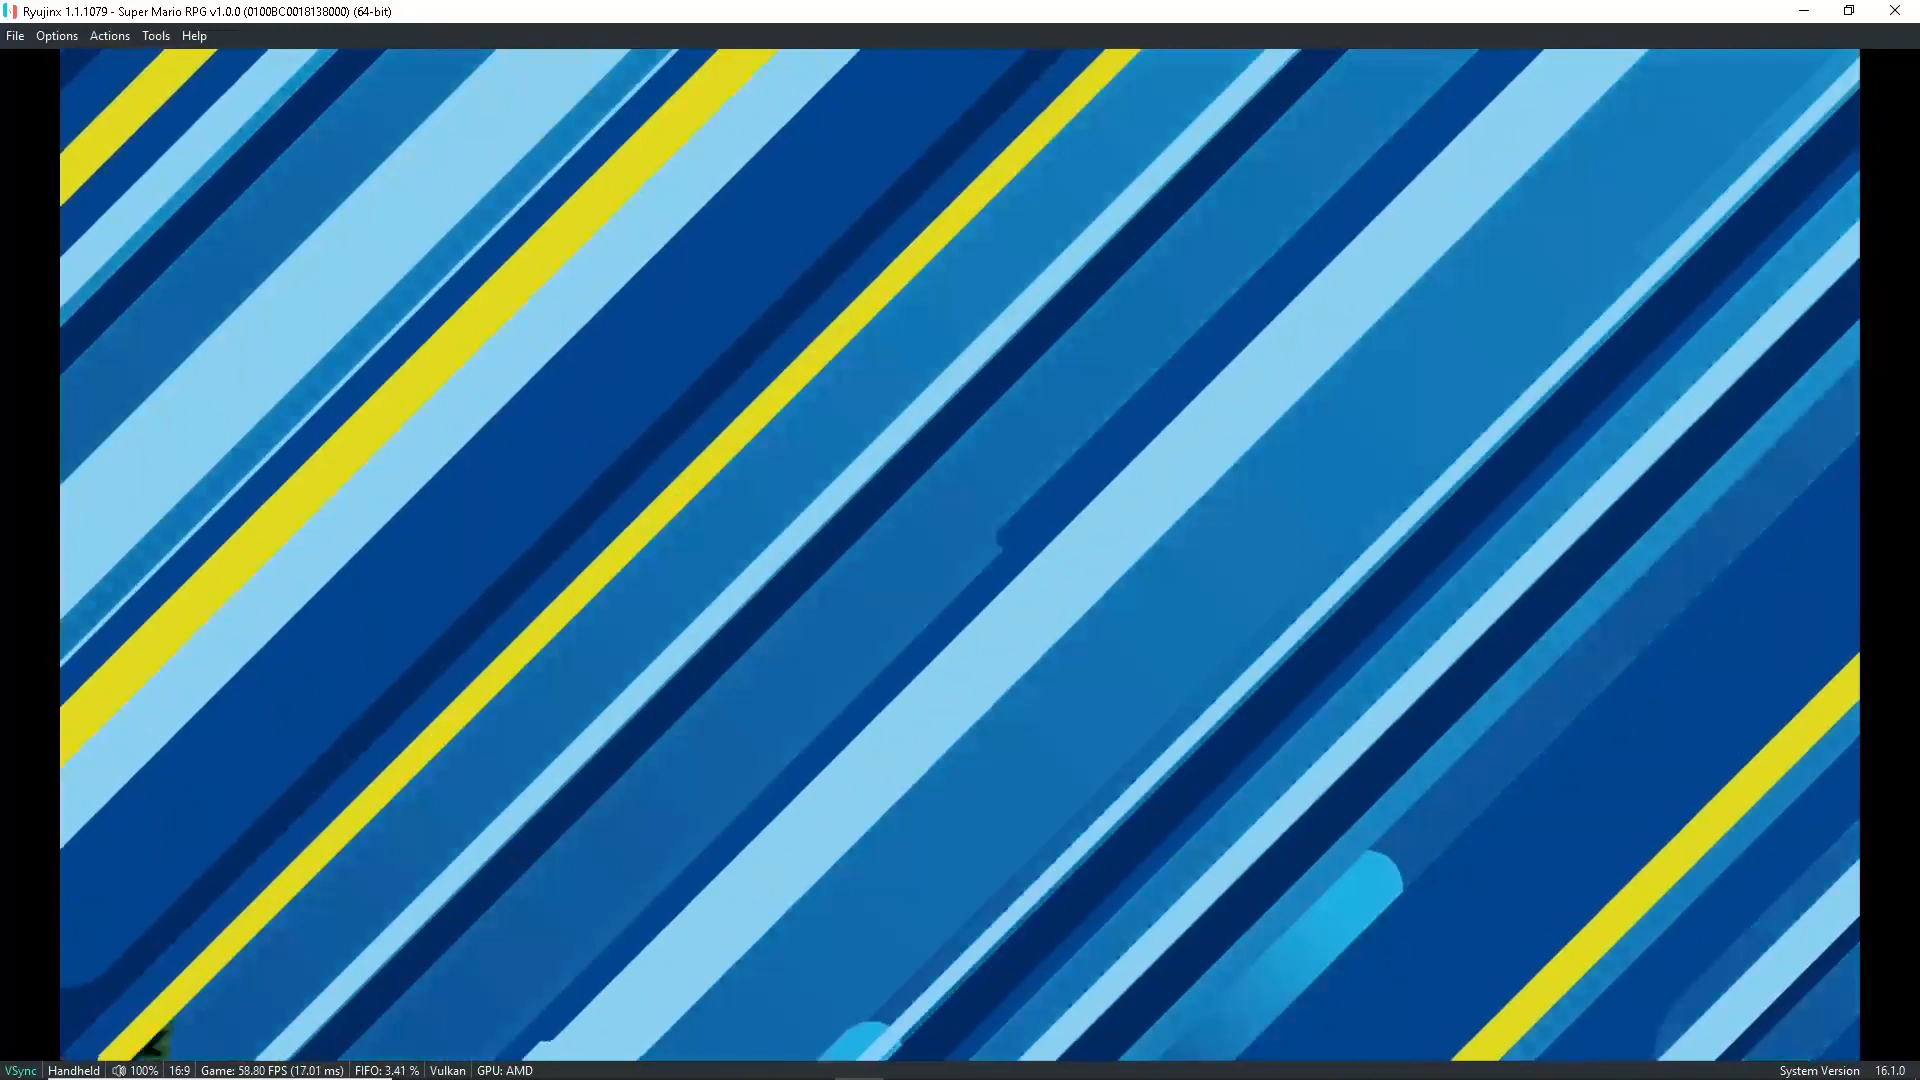 Ryujinx 1.1.1079 - Super Mario RPG v1.0.0 (0100BC0018138000) (64-bit)
File Options Actions Tools Help
VSync Handheld 100% 16:9 Game: 58.80 FPS (17.01 ms) FIFO: 3.41 % Vulkan GPU: AMD System Version 16.1.0